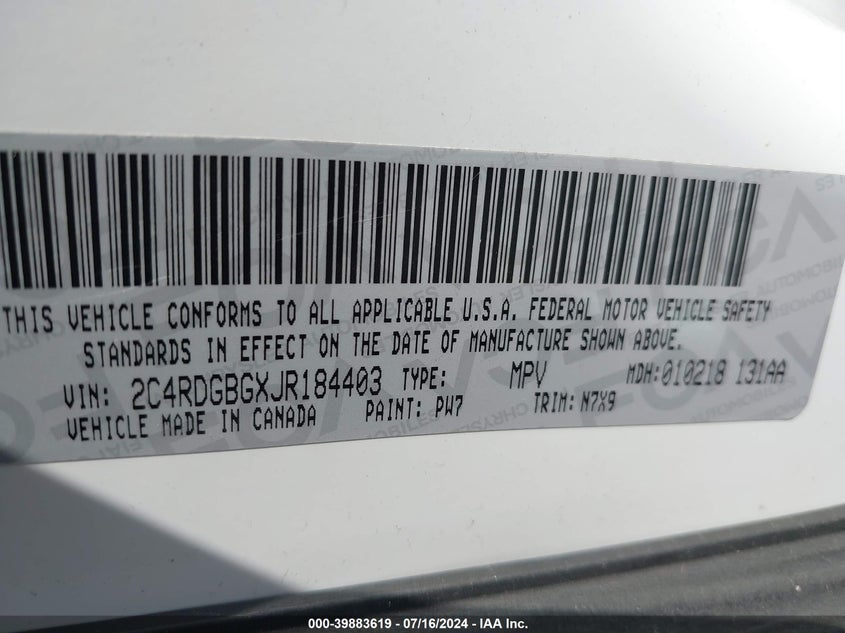 THIS VEHICLE CONFORMS TO ALL APPLICABLE U.S.A. FEDERAL MOTOR VEHICLE SAFETY
STANDARDS IN EFFECT ON THE DATE OF MANUFACTURE SHOWN ABOVE.
VIN: 2C4RDGBGXJR184403 TYPE: MPV MDH:010218 131AA
VEHICLE MADE IN CANADA PAINT: PW7 TRIM: N7X9
000-39883619 - 07/16/2024 - IAA Inc.